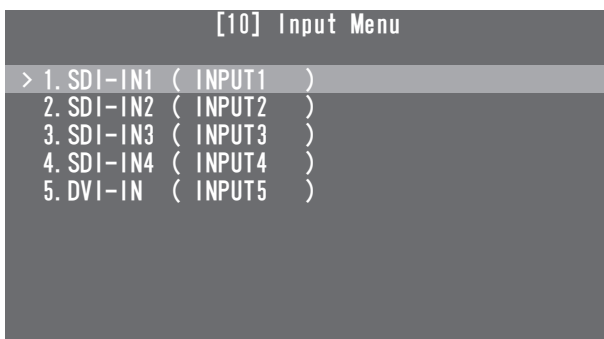 [10] Input Menu
> 1.SDI-IN1 ( INPUT1 )
2.SDI-IN2 ( INPUT2 )
3.SDI-IN3 ( INPUT3 )
4.SDI-IN4 ( INPUT4 )
5.DVI-IN ( INPUT5 )